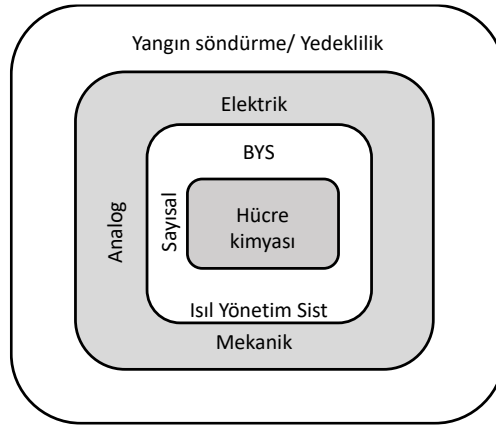 Yangın söndürme/ Yedeklilik
Elektrik
BYS
Analog
Sayısal
Hücre
kimyası
Isıl Yönetim Sist
Mekanik